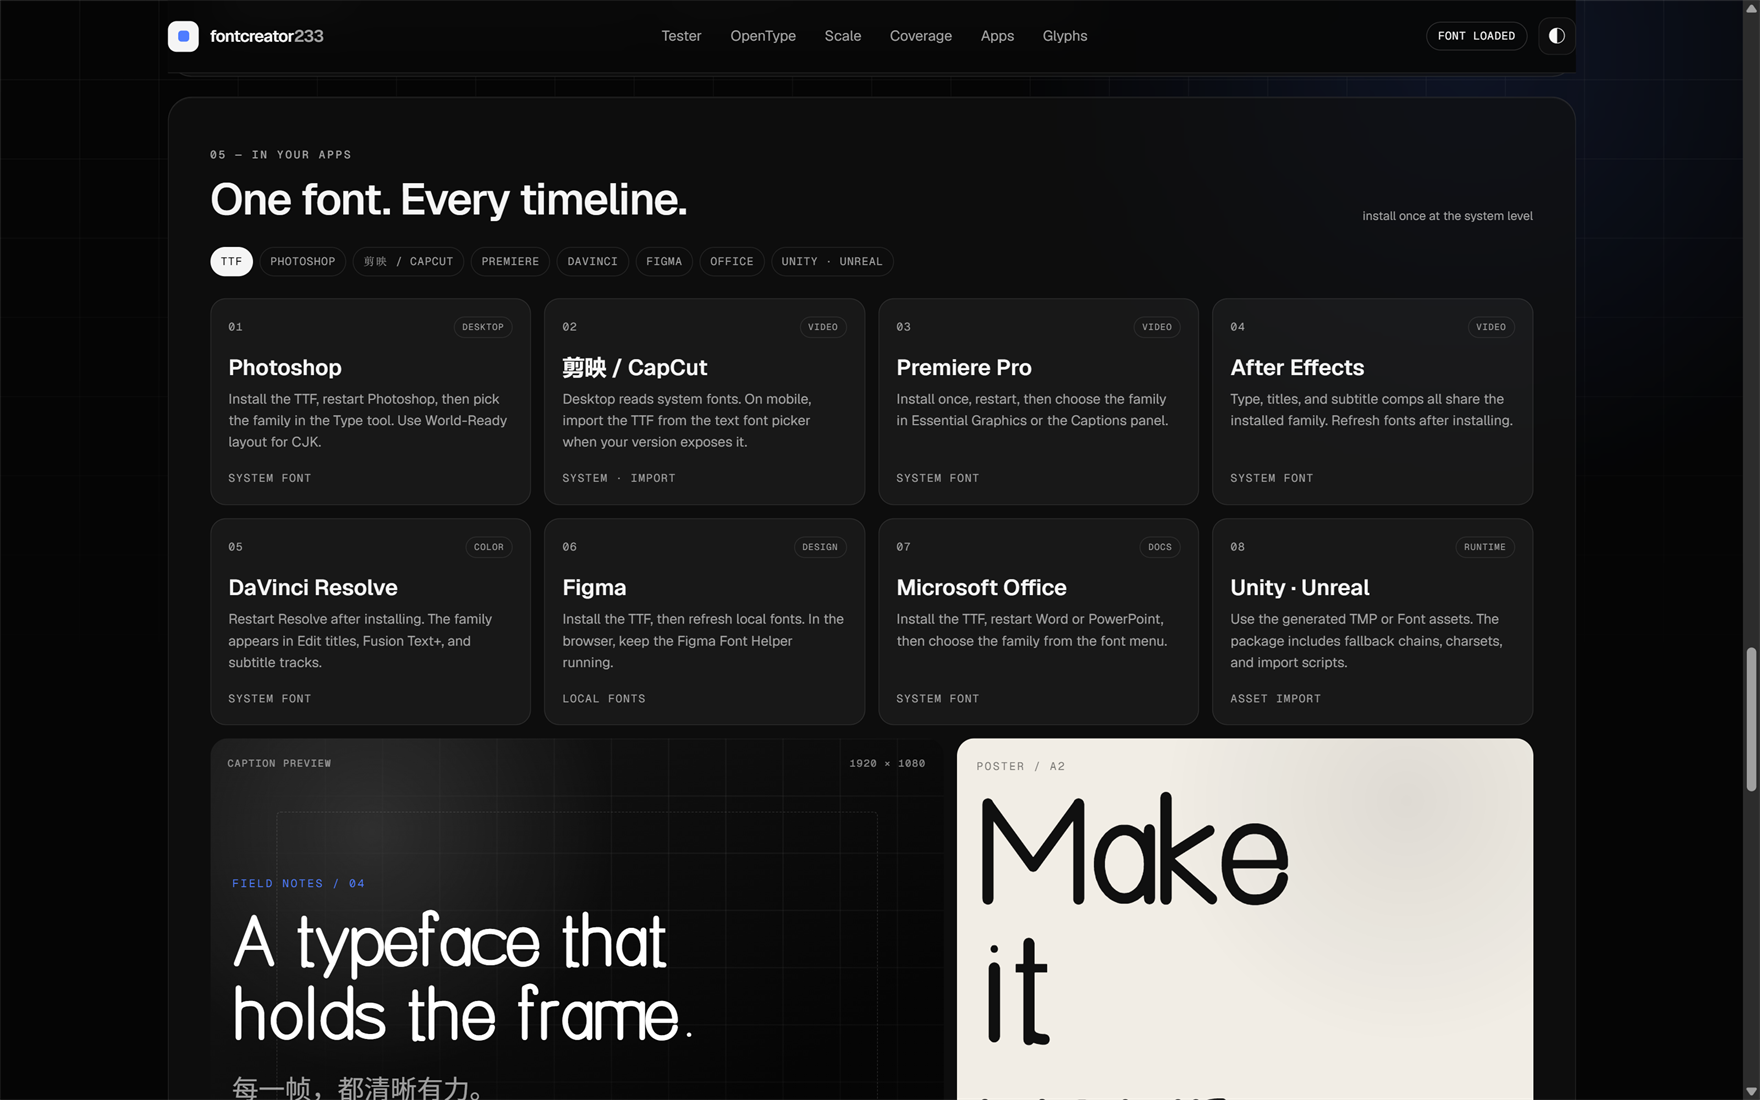 fontcreator233
Tester
OpenType
Scale
Coverage
Apps
Glyphs
FONT LOADED
05 — IN YOUR APPS
One font. Every timeline.
install once at the system level
TTF
PHOTOSHOP
剪映 / CAPCUT
PREMIERE
DAVINCI
FIGMA
OFFICE
UNITY · UNREAL
01
DESKTOP
Photoshop
Install the TTF, restart Photoshop, then pick
the family in the Type tool. Use World-Ready
layout for CJK.
SYSTEM FONT
02
VIDEO
剪映 / CapCut
Desktop reads system fonts. On mobile,
import the TTF from the text font picker
when your version exposes it.
SYSTEM · IMPORT
03
VIDEO
Premiere Pro
Install once, restart, then choose the family
in Essential Graphics or the Captions panel.
SYSTEM FONT
04
VIDEO
After Effects
Type, titles, and subtitle comps all share the
installed family. Refresh fonts after installing.
SYSTEM FONT
05
COLOR
DaVinci Resolve
Restart Resolve after installing. The family
appears in Edit titles, Fusion Text+, and
subtitle tracks.
SYSTEM FONT
06
DESIGN
Figma
Install the TTF, then refresh local fonts. In the
browser, keep the Figma Font Helper
running.
LOCAL FONTS
07
DOCS
Microsoft Office
Install the TTF, restart Word or PowerPoint,
then choose the family from the font menu.
SYSTEM FONT
08
RUNTIME
Unity · Unreal
Use the generated TMP or Font assets. The
package includes fallback chains, charsets,
and import scripts.
ASSET IMPORT
CAPTION PREVIEW
1920 × 1080
FIELD NOTES / 04
A typeface that
holds the frame.
每一帧，都清晰有力。
POSTER / A2
Make
it